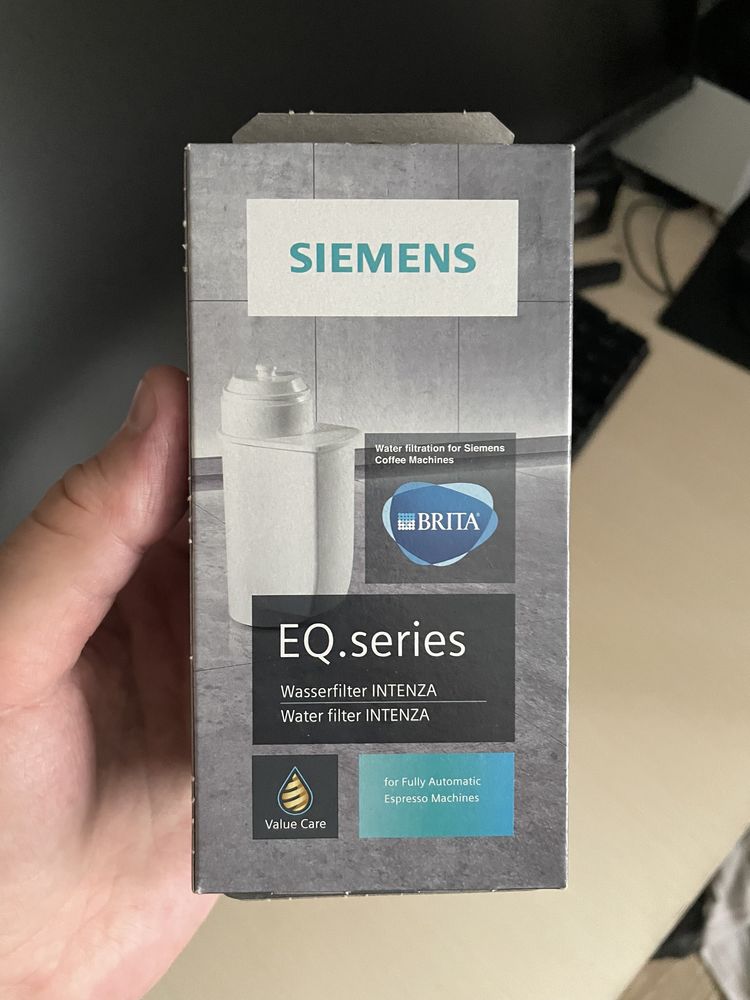 SIEMENS
Water filtration for Siemens
Coffee Machines
BRITA®
EQ.series
Wasserfilter INTENZA
Water filter INTENZA
Value Care
for Fully Automatic
Espresso Machines